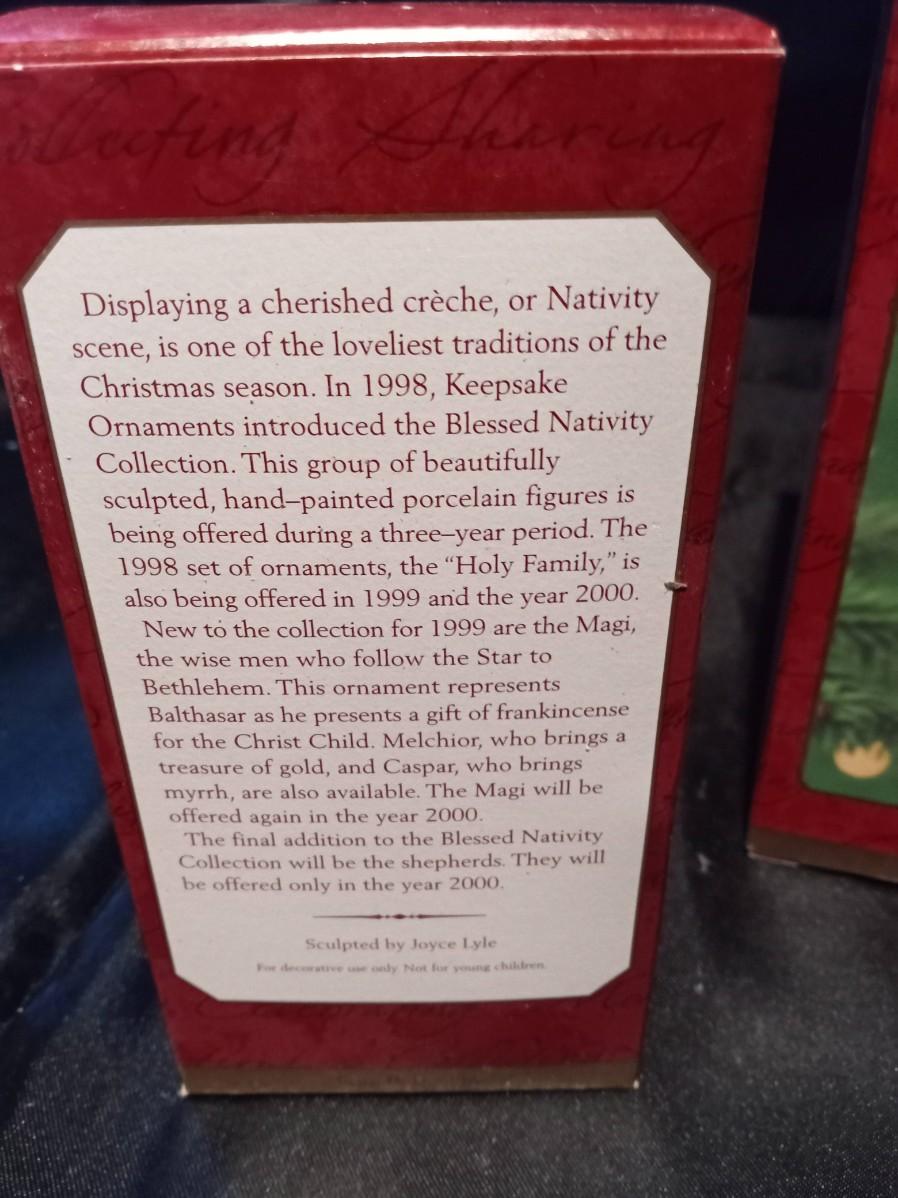 Collecting Sharing
Displaying a cherished crèche, or Nativity
scene, is one of the loveliest traditions of the
Christmas season. In 1998, Keepsake
Ornaments introduced the Blessed Nativity
Collection. This group of beautifully
sculpted, hand–painted porcelain figures is
being offered during a three–year period. The
1998 set of ornaments, the “Holy Family,” is
also being offered in 1999 and the year 2000.
New to the collection for 1999 are the Magi,
the wise men who follow the Star to
Bethlehem. This ornament represents
Balthasar as he presents a gift of frankincense
for the Christ Child. Melchior, who brings a
treasure of gold, and Caspar, who brings
myrrh, are also available. The Magi will be
offered again in the year 2000.
The final addition to the Blessed Nativity
Collection will be the shepherds. They will
be offered only in the year 2000.
Sculpted by Joyce Lyle
For decorative use only. Not for young children.